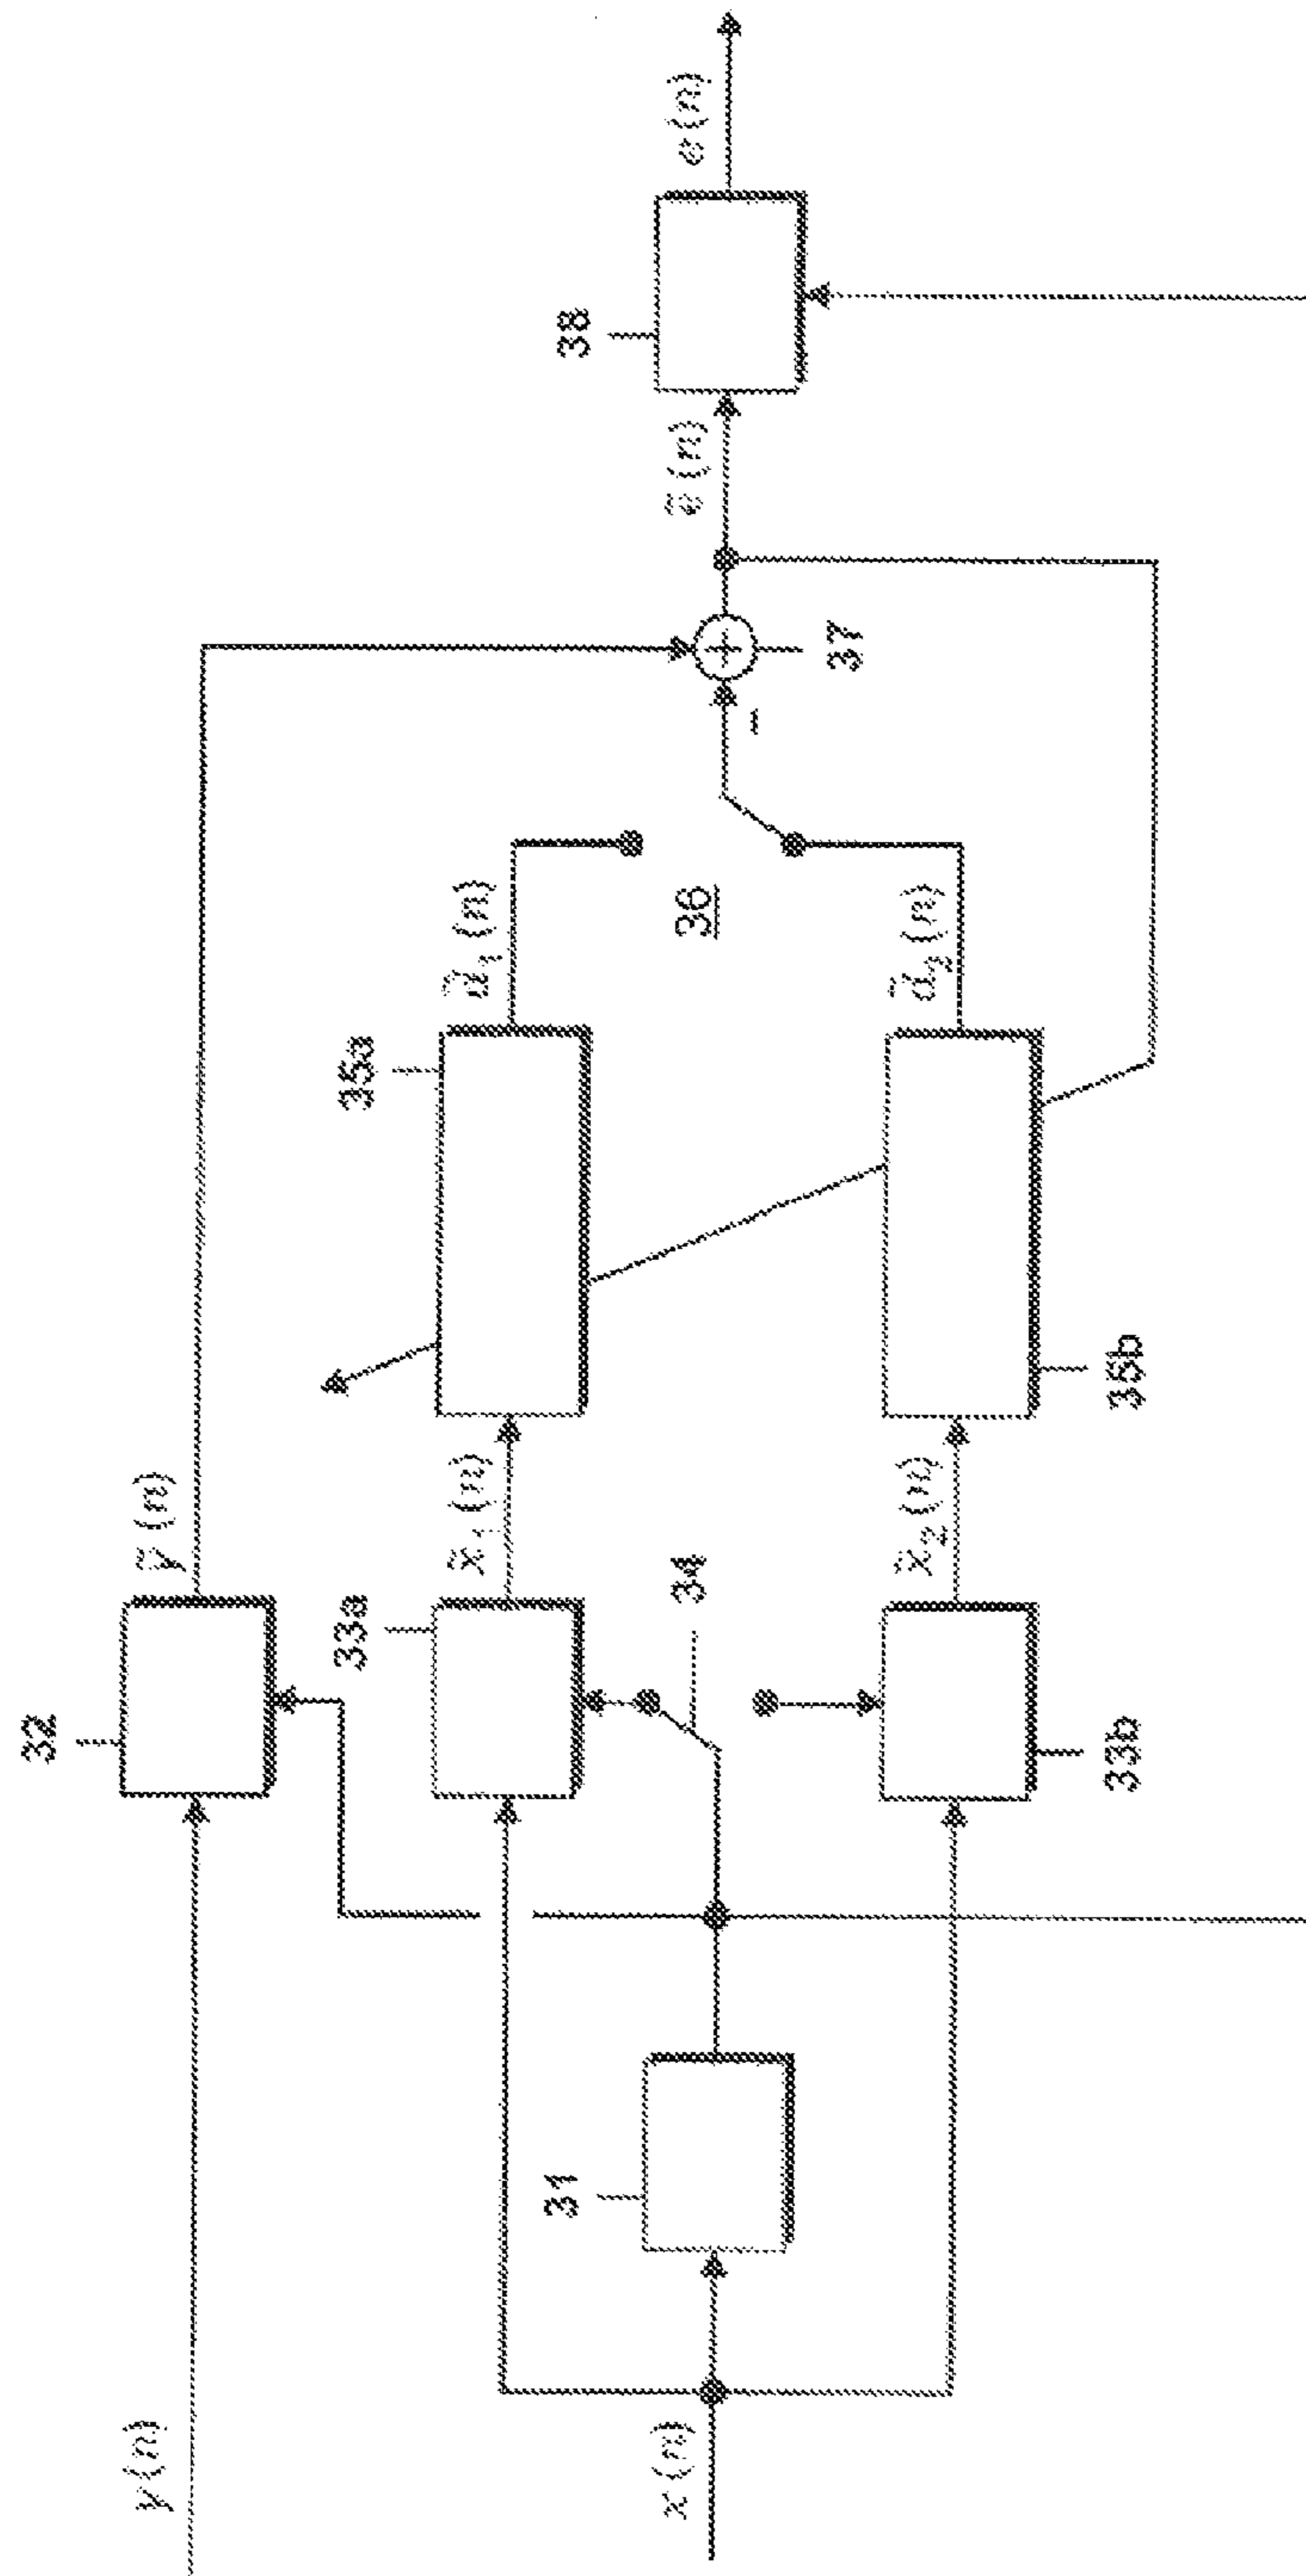 y(n)
32
ỹ(n)
33a
x̃₁(n)
35a
d̃₁(n)
x(n)
31
34
36
37
38
ẽ(n)
e(n)
33b
x̃₂(n)
35b
d̃₂(n)
+
-